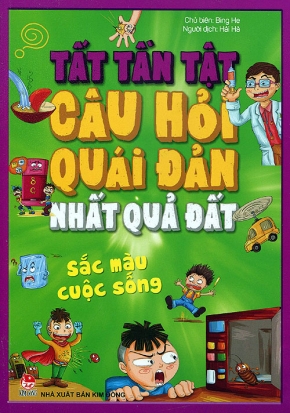 Chủ biên: Bing He
Người dịch: Hải Hà
TẤT TẦN TẬT
CÂU HỎI
QUÁI ĐẢN
NHẤT QUẢ ĐẤT
Sắc màu
cuộc sống
NHÀ XUẤT BẢN KIM ĐỒNG